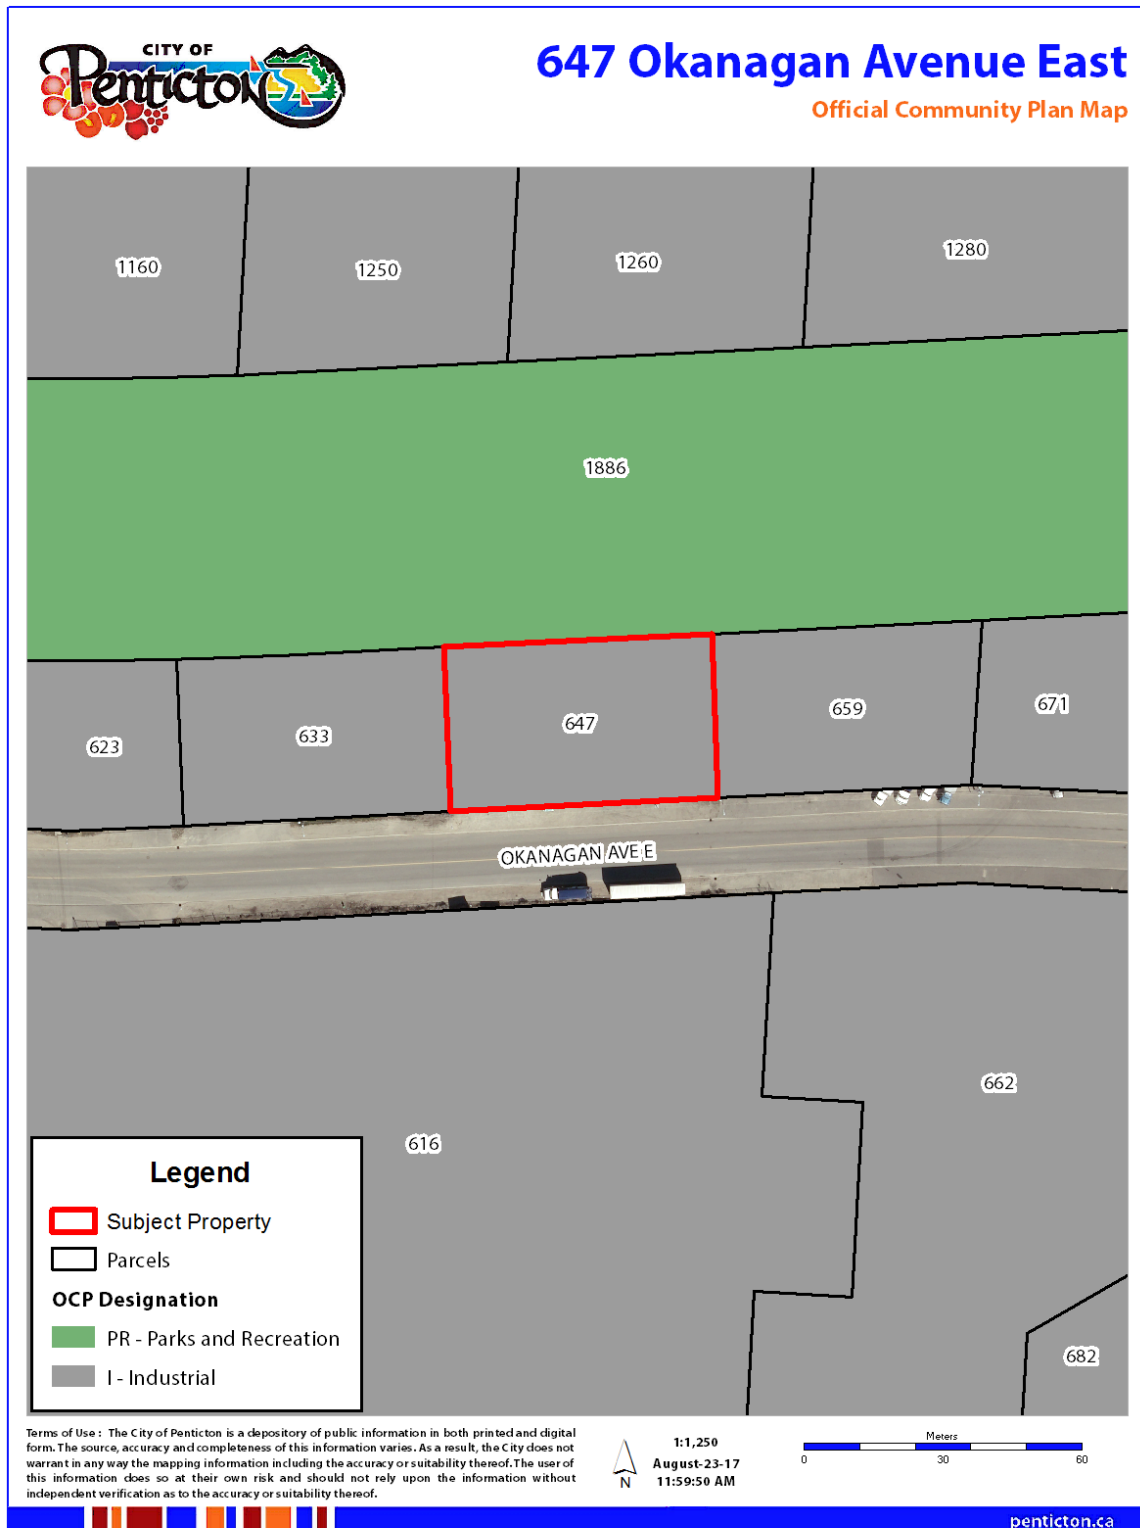 CITY OF
Penticton
647 Okanagan Avenue East
Official Community Plan Map
1160
1250
1260
1280
1886
623
633
647
659
671
OKANAGAN AVE E
616
662
682
Legend
Subject Property
Parcels
OCP Designation
PR - Parks and Recreation
I - Industrial
Terms of Use : The City of Penticton is a depository of public information in both printed and digital
form. The source, accuracy and completeness of this information varies. As a result, the City does not
warrant in any way the mapping information including the accuracy or suitability thereof. The user of
this information does so at their own risk and should not rely upon the information without
independent verification as to the accuracy or suitability thereof.
N
1:1,250
August-23-17
11:59:50 AM
Meters
0 30 60
penticton.ca